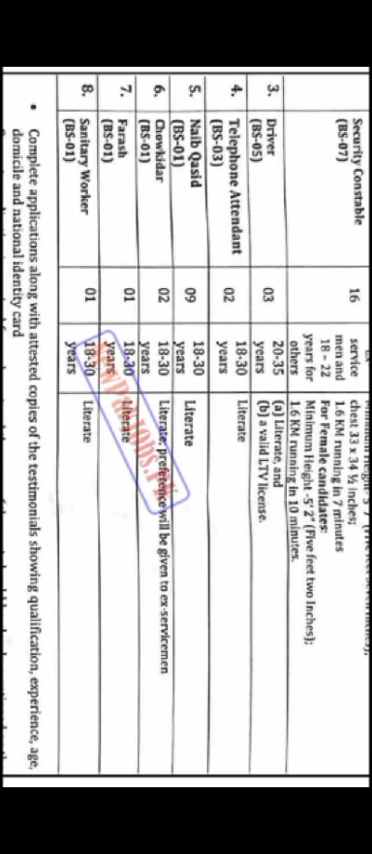 Security Constable 16 service chest 33 x 34 ½ inches;
(BS-07) men and 1.6 KM running in 7 minutes
18 – 22 For Female candidates:
years for Minimum Height -5' 2" (Five feet two Inches);
others 1.6 KM running in 10 minutes.
3. Driver 03 20-35 (a) Literate, and
(BS-05) years (b) a valid LTV license.
4. Telephone Attendant 02 18-30 Literate
(BS-03) years
5. Naib Qasid 09 18-30 Literate
(BS-01) years
6. Chowkidar 02 18-30 Literate, preference will be given to ex-servicemen
(BS-01) years
7. Farash 01 18-30 Literate
(BS-01) years
8. Sanitary Worker 01 18-30 Literate
(BS-01) years
• Complete applications along with attested copies of the testimonials showing qualification, experience, age,
domicile and national identity card